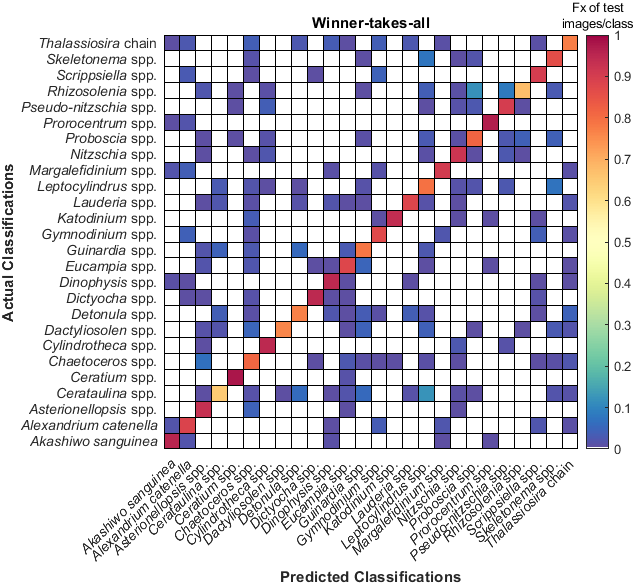 Winner-takes-all
Fx of test
images/class
Actual Classifications
Thalassiosira chain
Skeletonema spp.
Scrippsiella spp.
Rhizosolenia spp.
Pseudo-nitzschia spp.
Prorocentrum spp.
Proboscia spp.
Nitzschia spp.
Margalefidinium spp.
Leptocylindrus spp.
Lauderia spp.
Katodinium spp.
Gymnodinium spp.
Guinardia spp.
Eucampia spp.
Dinophysis spp.
Dictyocha spp.
Detonula spp.
Dactyliosolen spp.
Cylindrotheca spp.
Chaetoceros spp.
Ceratium spp.
Cerataulina spp.
Asterionellopsis spp.
Alexandrium catenella
Akashiwo sanguinea
1
0.9
0.8
0.7
0.6
0.5
0.4
0.3
0.2
0.1
0
Akashiwo sanguinea
Alexandrium catenella
Asterionellopsis spp.
Cerataulina spp.
Ceratium spp.
Chaetoceros spp.
Cylindrotheca spp.
Dactyliosolen spp.
Detonula spp.
Dictyocha spp.
Dinophysis spp.
Eucampia spp.
Guinardia spp.
Gymnodinium spp.
Katodinium spp.
Lauderia spp.
Leptocylindrus spp.
Margalefidinium spp.
Nitzschia spp.
Proboscia spp.
Prorocentrum spp.
Pseudo-nitzschia spp.
Rhizosolenia spp.
Scrippsiella spp.
Skeletonema spp.
Thalassiosira chain
Predicted Classifications